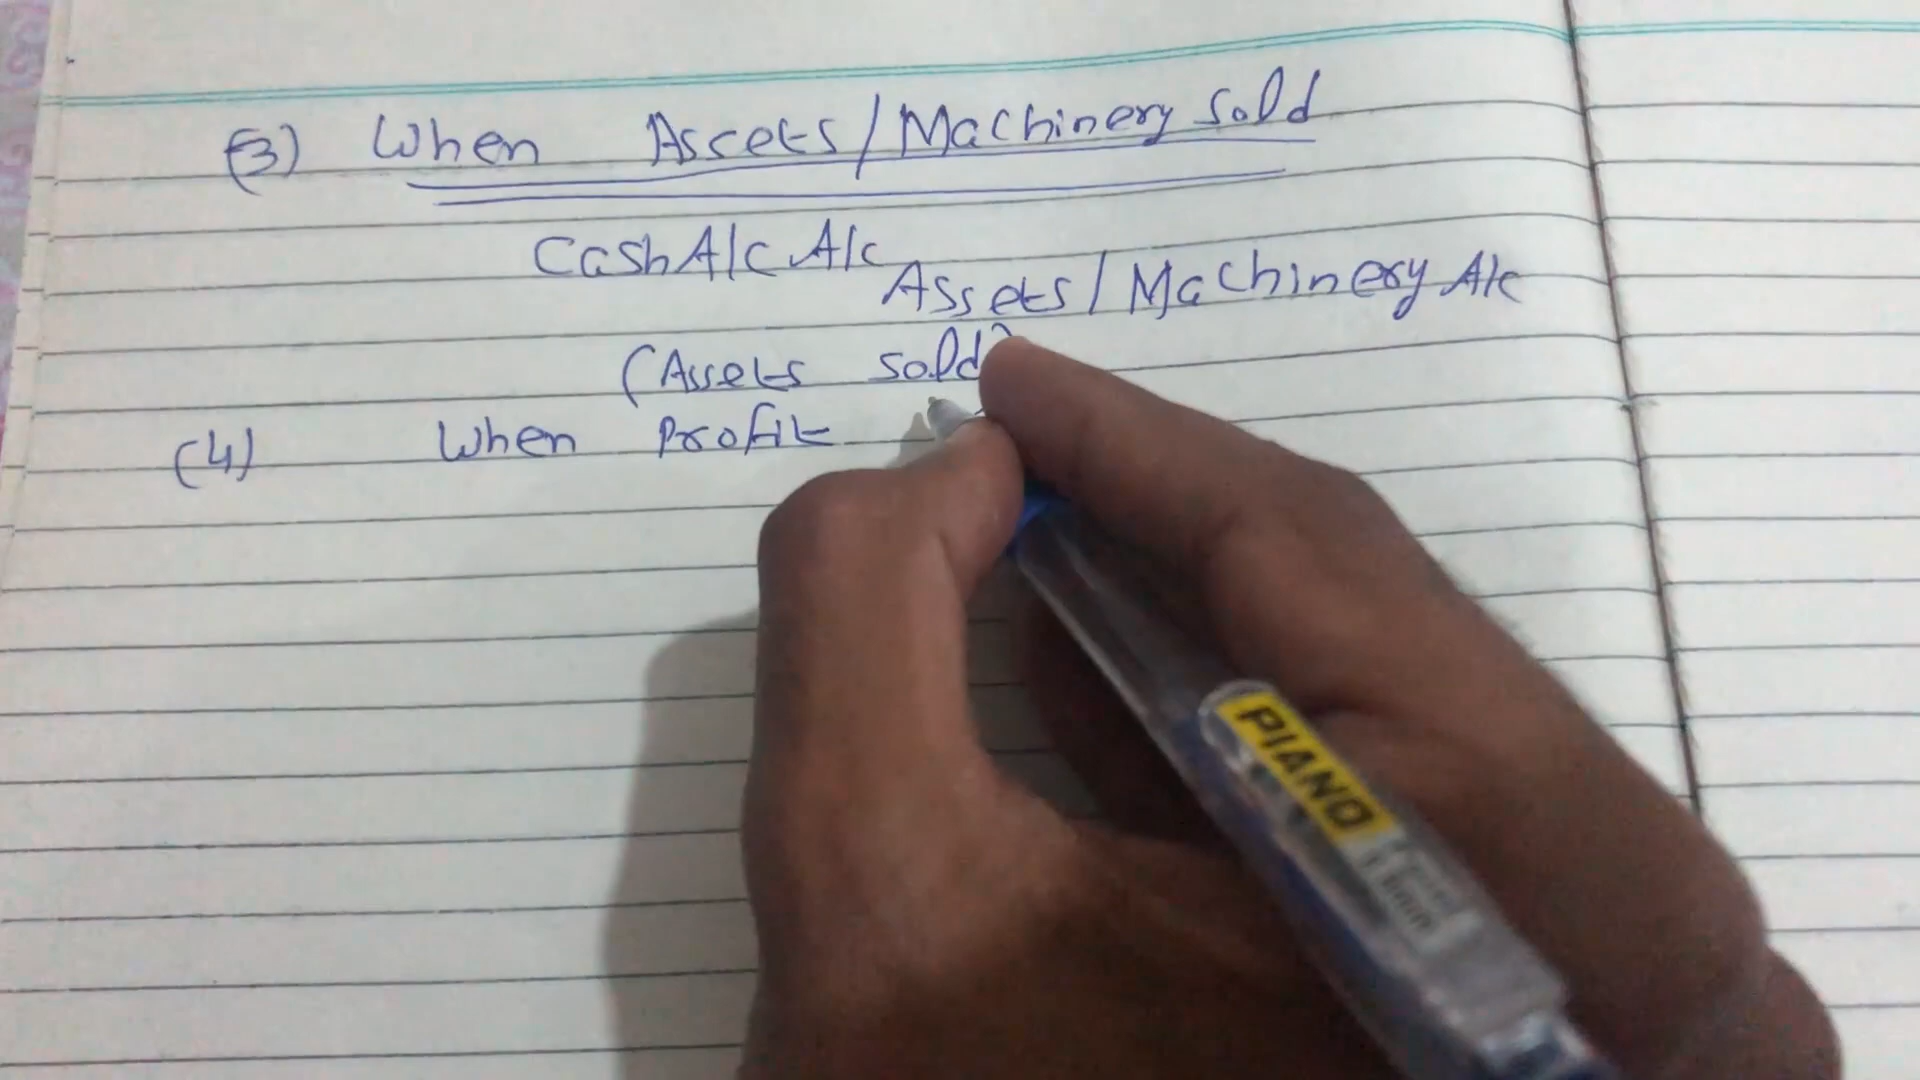 (3) When Assets/Machinery Sold
Cash A/c A/c
Assets/Machinery A/c
(Assets sold)
(4) When Profit
PIANO